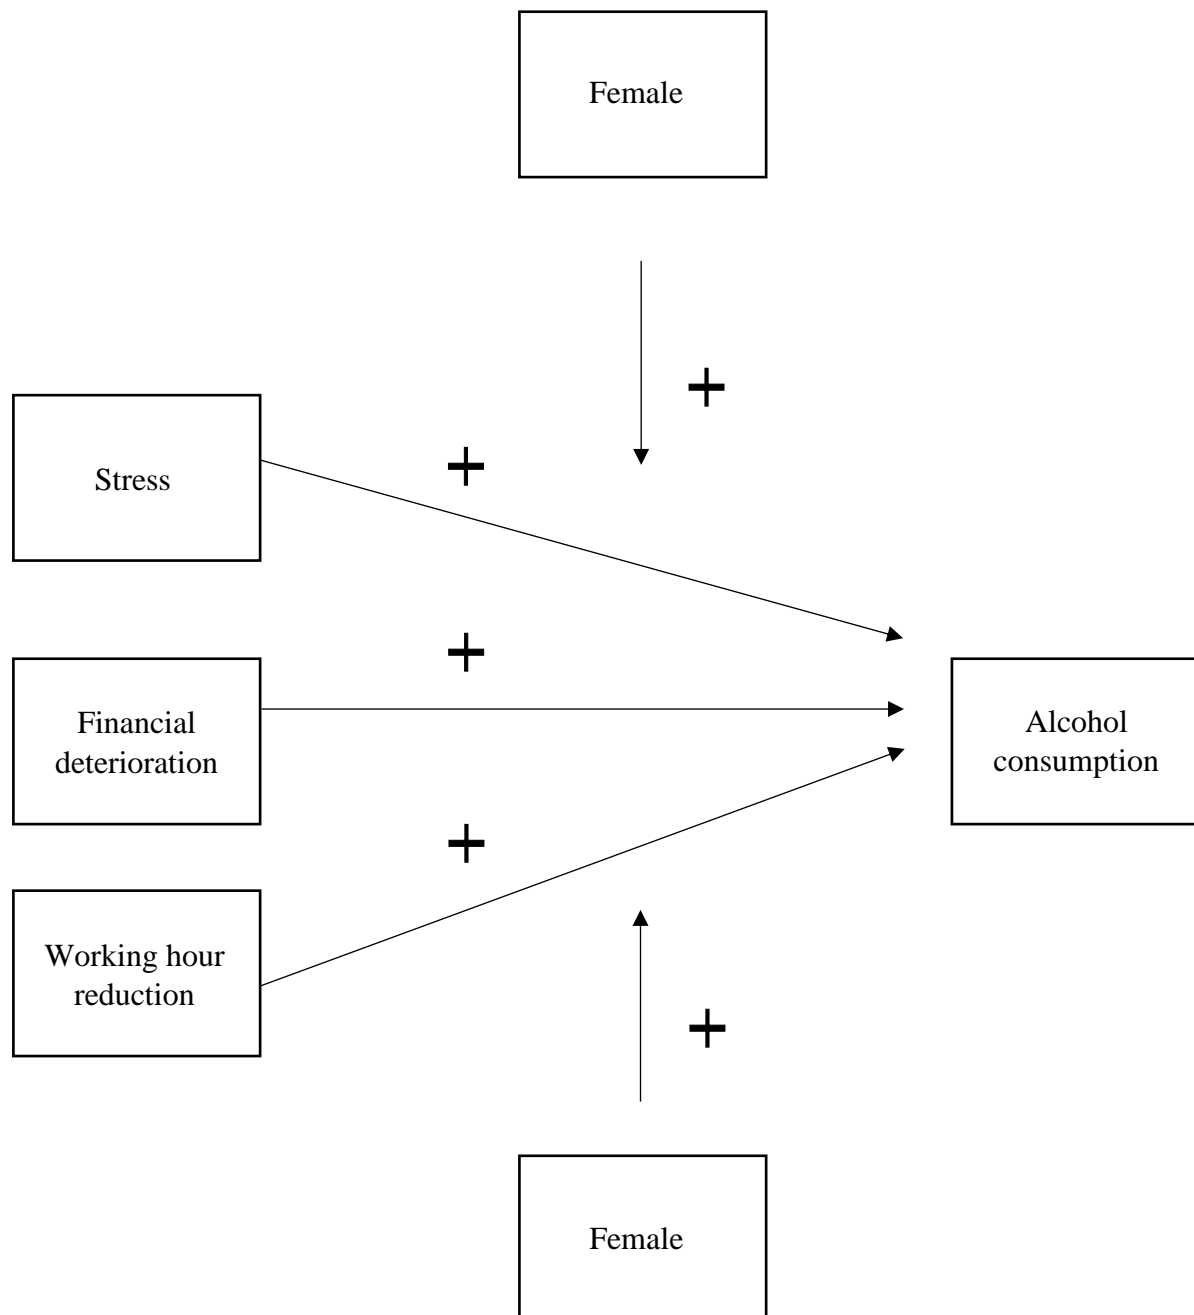 Female
+
+
Stress
+
Financial
deterioration
Alcohol
consumption
+
Working hour
reduction
+
Female